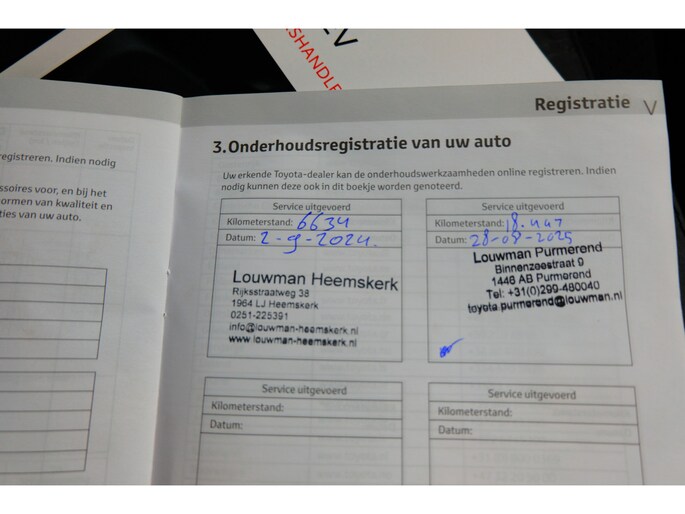 V
SHANDLE
egistreren. Indien nodig
ssoires voor, en bij het
ormen van kwaliteit en
ties van uw auto.
Registratie V
3. Onderhoudsregistratie van uw auto
Uw erkende Toyota-dealer kan de onderhoudswerkzaamheden online registreren. Indien
nodig kunnen deze ook in dit boekje worden genoteerd.
Service uitgevoerd
Kilometerstand: 6634
Datum: 2-9-2024.
Louwman Heemskerk
Rijksstraatweg 38
1964 LJ Heemskerk
0251-225391
info@louwman-heemskerk.nl
www.louwman-heemskerk.nl
Service uitgevoerd
Kilometerstand: 18.447
Datum: 28-08-2025
Louwman Purmerend
Binnenzeestraat 9
1446 AB Purmerend
Tel: +31(0)299-480040
toyota.purmerend@louwman.nl
Service uitgevoerd
Kilometerstand:
Datum:
Service uitgevoerd
Kilometerstand:
Datum: